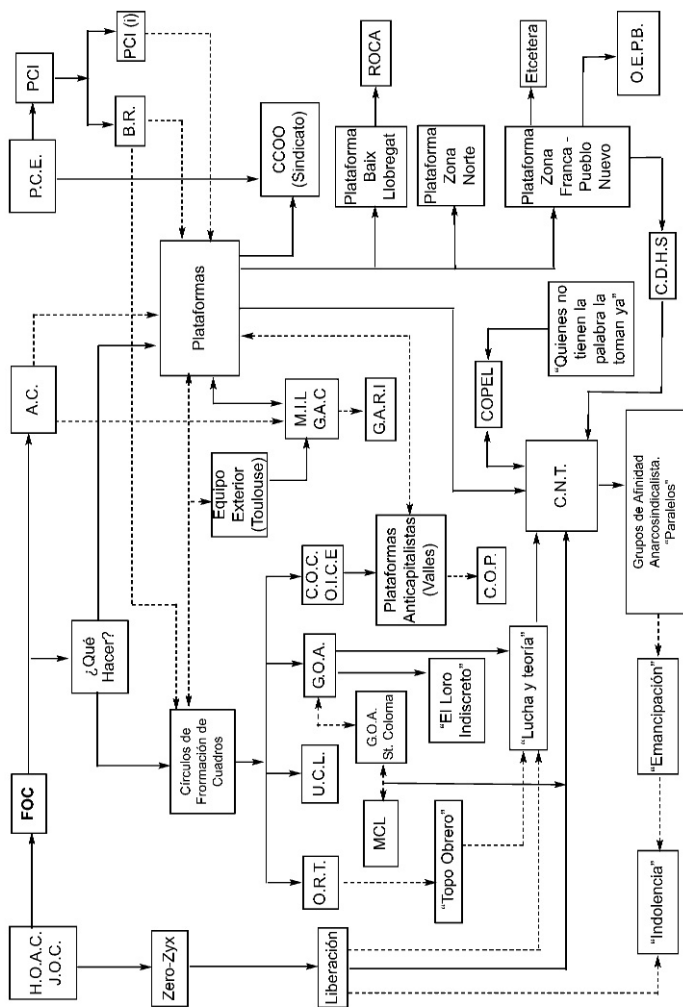 H.O.A.C.
J.O.C.
FOC
A.C.
P.C.E.
PCI
PCI (i)
B.R.
¿Qué
Hacer?
Zero-Zyx
Liberación
Círculos de
Frormación de
Cuadros
Equipo
Exterior
(Toulouse)
M.I.L
G.A.C
G.A.R.I
Plataformas
CCOO
(Sindicato)
Plataforma
Baix
Llobregat
ROCA
Plataforma
Zona
Norte
Plataforma
Zona
Franca -
Pueblo
Nuevo
Etcetera
O.E.P.B.
C.D.H.S
O.R.T.
U.C.L.
G.O.A.
C.O.C.
O.I.C.E
Plataformas
Anticapitalistas
(Valles)
C.O.P.
G.O.A.
St. Coloma
"El Loro
Indiscreto"
MCL
"Topo Obrero"
"Lucha y teoría"
C.N.T.
COPEL
"Quienes no
tienen la
palabra la
toman ya"
Grupos de Afinidad
Anarcosindicalista.
"Paralelos"
"Emancipación"
"Indolencia"